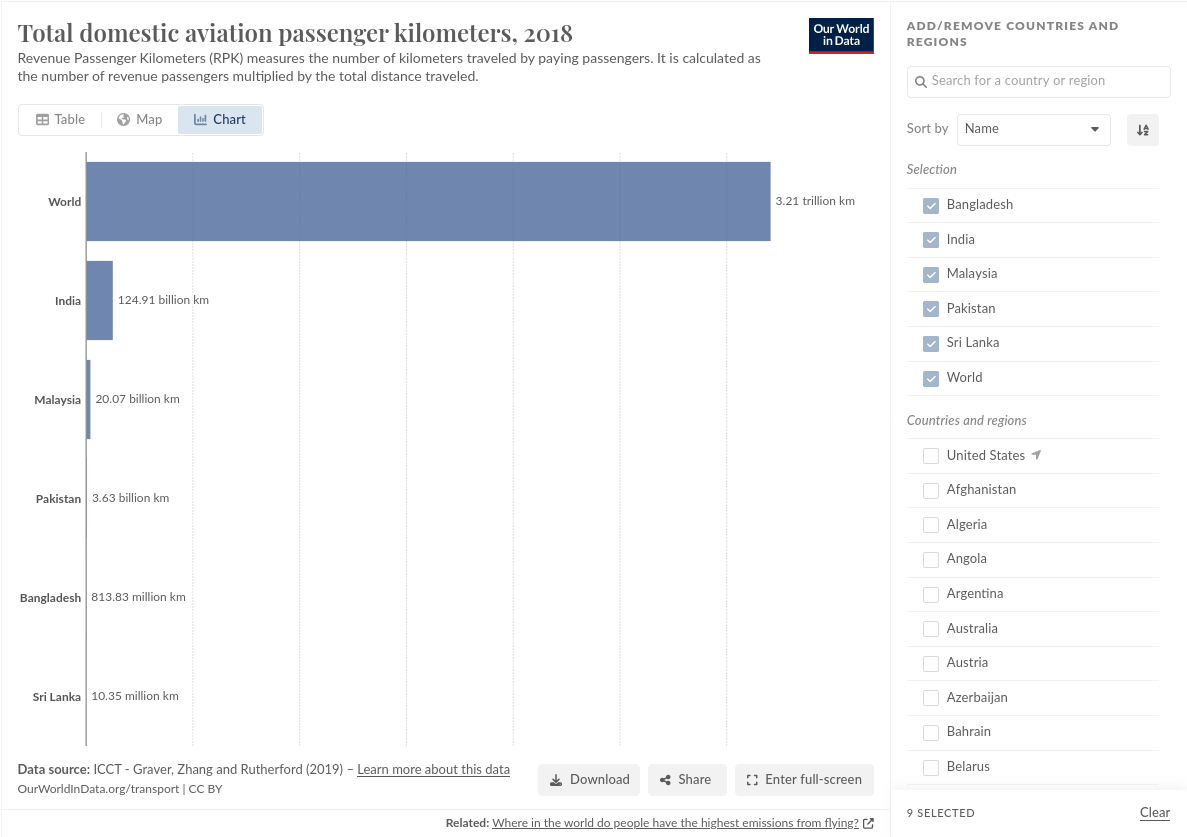 Total domestic aviation passenger kilometers, 2018
Revenue Passenger Kilometers (RPK) measures the number of kilometers traveled by paying passengers. It is calculated as
the number of revenue passengers multiplied by the total distance traveled.
Our World
in Data
Table
Map
Chart
World
3.21 trillion km
India
124.91 billion km
Malaysia
20.07 billion km
Pakistan
3.63 billion km
Bangladesh
813.83 million km
Sri Lanka
10.35 million km
Data source: ICCT - Graver, Zhang and Rutherford (2019) – Learn more about this data
OurWorldInData.org/transport | CC BY
Download
Share
Enter full-screen
Related: Where in the world do people have the highest emissions from flying?
ADD/REMOVE COUNTRIES AND
REGIONS
Search for a country or region
Sort by
Name
Selection
Bangladesh
India
Malaysia
Pakistan
Sri Lanka
World
Countries and regions
United States
Afghanistan
Algeria
Angola
Argentina
Australia
Austria
Azerbaijan
Bahrain
Belarus
9 SELECTED
Clear